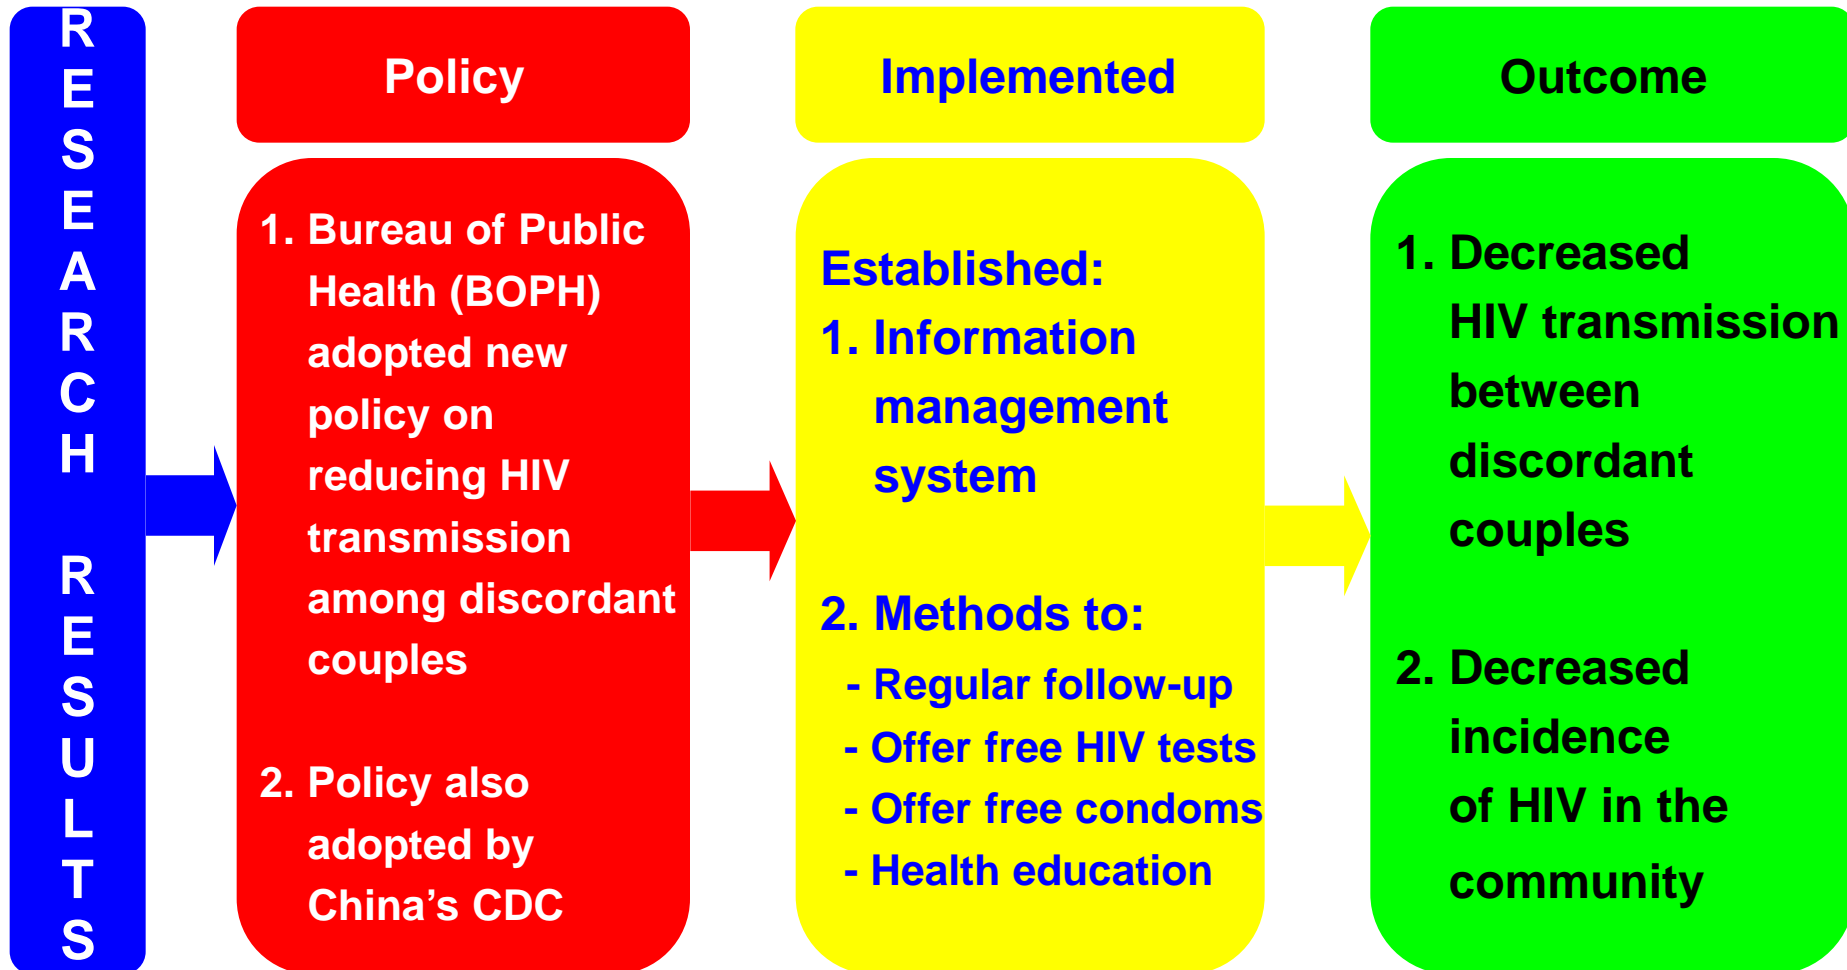 RESEARCH RESULTS
Policy
1. Bureau of Public
Health (BOPH)
adopted new
policy on
reducing HIV
transmission
among discordant
couples
2. Policy also
adopted by
China’s CDC
Implemented
Established:
1. Information
management
system
2. Methods to:
- Regular follow-up
- Offer free HIV tests
- Offer free condoms
- Health education
Outcome
1. Decreased
HIV transmission
between
discordant
couples
2. Decreased
incidence
of HIV in the
community